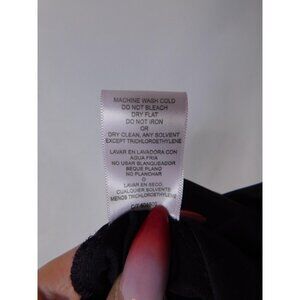 MACHINE WASH COLD
DO NOT BLEACH
DRY FLAT
DO NOT IRON
OR
DRY CLEAN, ANY SOLVENT
EXCEPT TRICHLOROETHYLENE
LAVAR EN LAVADORA CON
AGUA FRIA
NO USAR BLANQUEADOR
SEQUE PLANO
NO PLANCHAR
O
LAVAR EN SECO,
CUALQUIER SOLVENTE
MENOS TRICHLOROETHYLENE